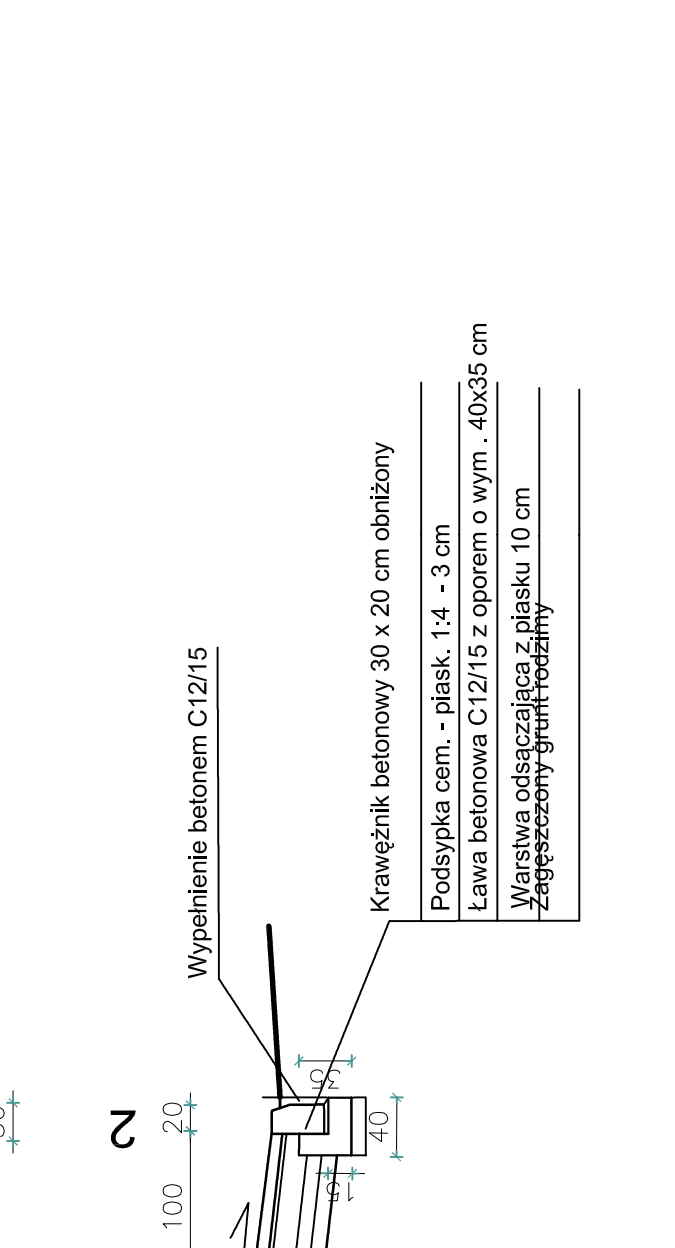 Wypełnienie betonem C12/15
Krawężnik betonowy 30 x 20 cm obniżony
Podsypka cem. - piask. 1:4 - 3 cm
Ława betonowa C12/15 z oporem o wym . 40x35 cm
Warstwa odsączająca z piasku 10 cm
Zagęszczony grunt rodzimy
2
20
100
35
40
15